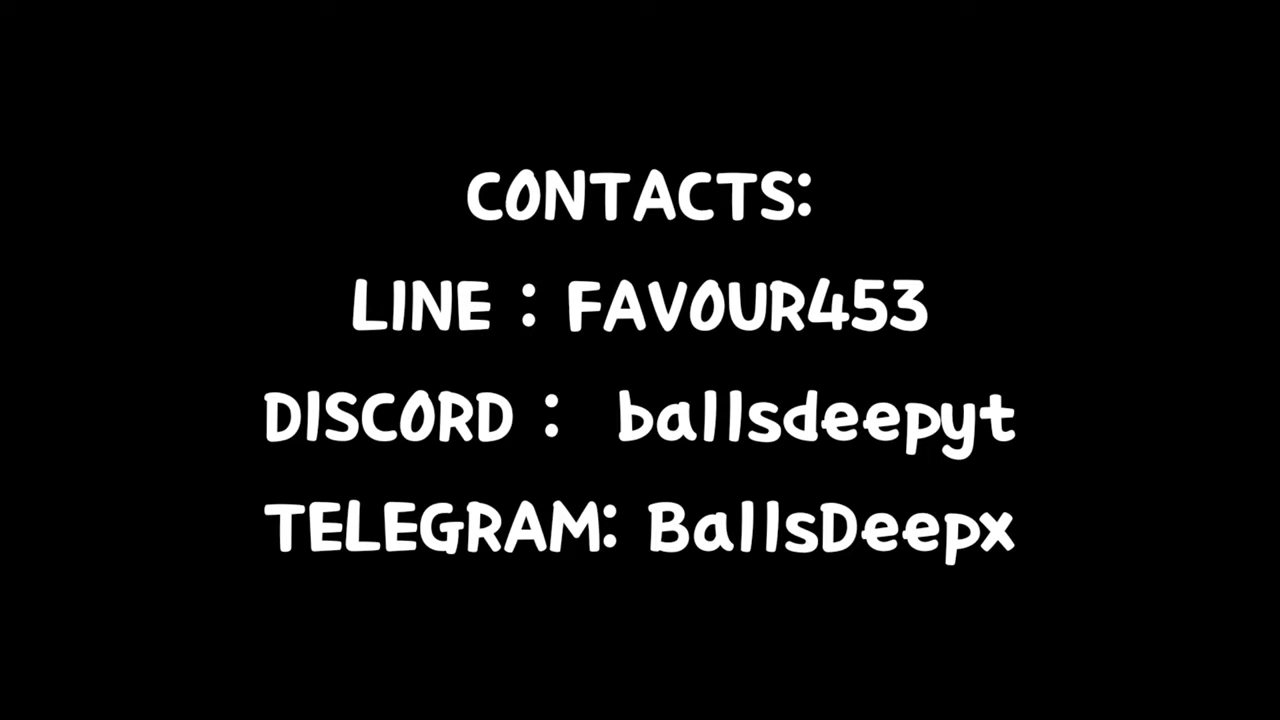 CONTACTS:
LINE : FAVOUR453
DISCORD : ballsdeepyt
TELEGRAM: BallsDeepx